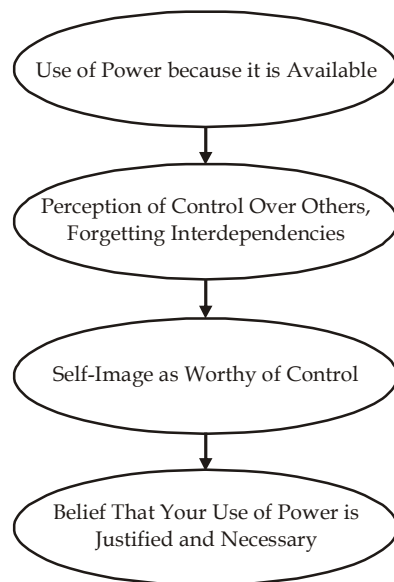 Use of Power because it is Available
Perception of Control Over Others,
Forgetting Interdependencies
Self-Image as Worthy of Control
Belief That Your Use of Power is
Justified and Necessary